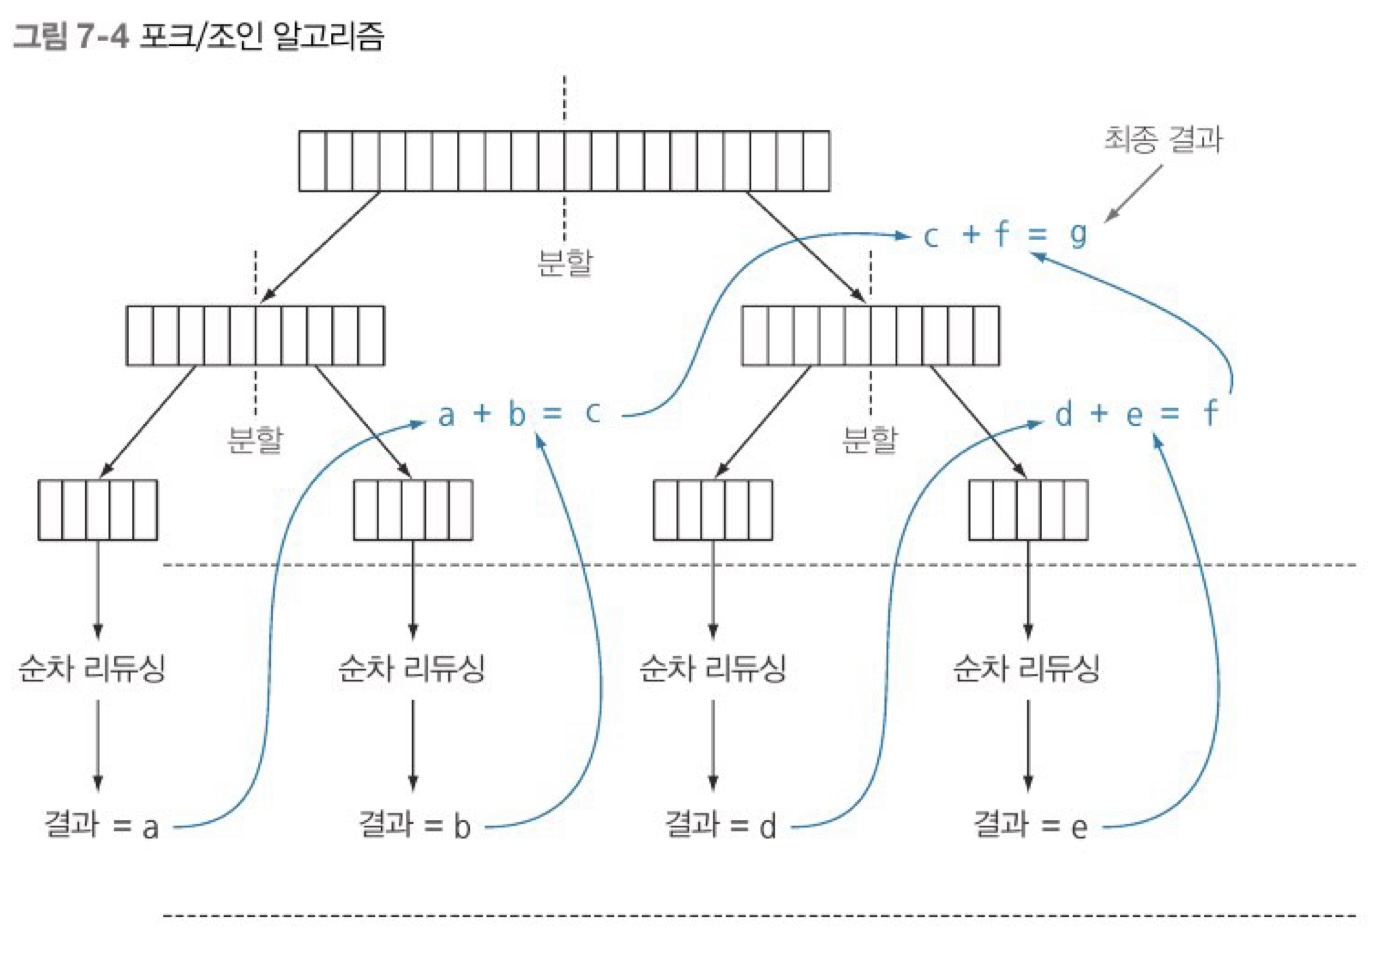 그림 7-4 포크/조인 알고리즘
최종 결과
c + f = g
분할
a + b = c
d + e = f
분할
분할
순차 리듀싱
순차 리듀싱
순차 리듀싱
순차 리듀싱
결과 = a
결과 = b
결과 = d
결과 = e